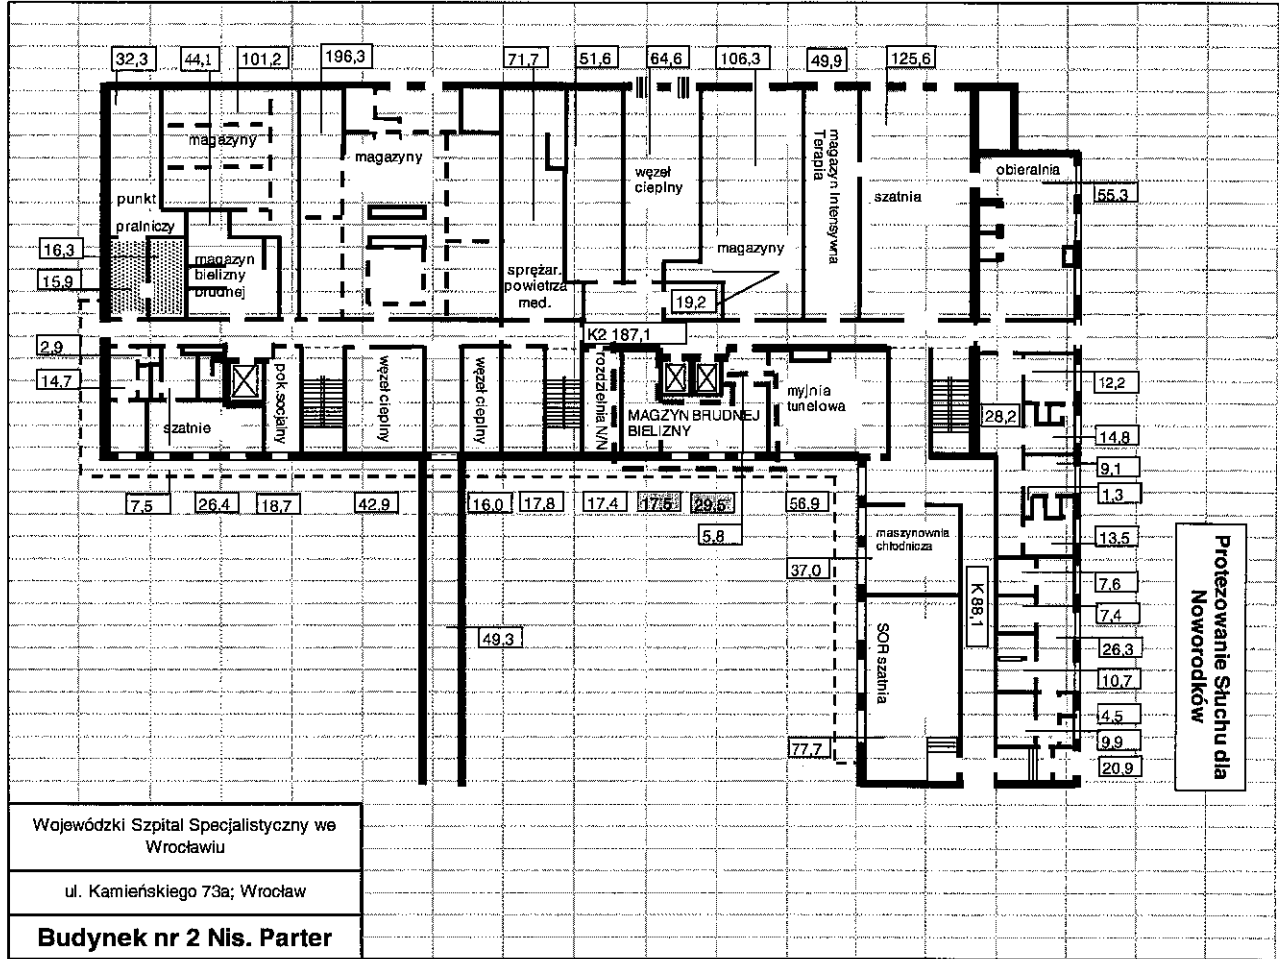 32,3
44,1
101,2
196,3
71,7
51,6
64,6
106,3
49,9
125,6
magazyny
magazyny
magazyn Intensywna
Terapia
obieralnia
węzeł
cieplny
szatnia
55.3
punkt
pralniczy
magazyny
16,3
magazyn
bielizny
brudnej
sprężar.
powietrza
med.
15,9
19,2
K2 187,1
2,9
14,7
szatnie
pok.socjalny
węzeł cieplny
węzeł cieplny
rozdzielnia N/N
MAGZYN BRUDNEJ
BIELIZNY
myjnia
tunelowa
28,2
12,2
14,8
9,1
1,3
13,5
7,5
26,4
18,7
42.9
16,0
17,8
17,4
17,5
29,5
56,9
5,8
maszynownia
chłodnicza
37,0
K 88,1
7,6
7,4
26,3
10,7
4,5
9,9
20,9
49,3
SOR szatnia
77,7
Protezowanie Słuchu dla
Noworodków
Wojewódzki Szpital Specjalistyczny we
Wrocławiu
ul. Kamieńskiego 73a; Wrocław
Budynek nr 2 Nis. Parter